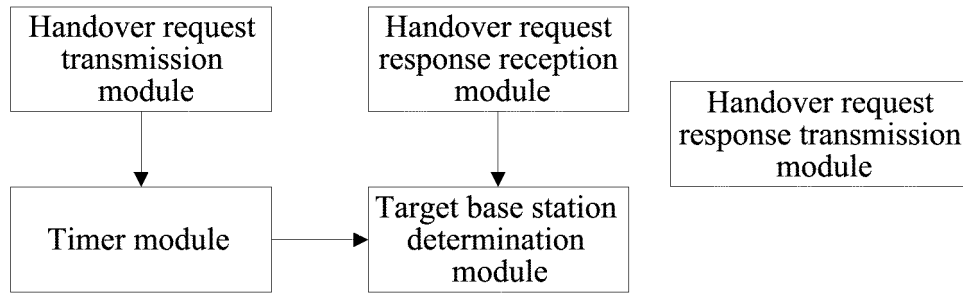 Handover request
transmission
module
Handover request
response reception
module
Handover request
response transmission
module
Timer module
Target base station
determination
module